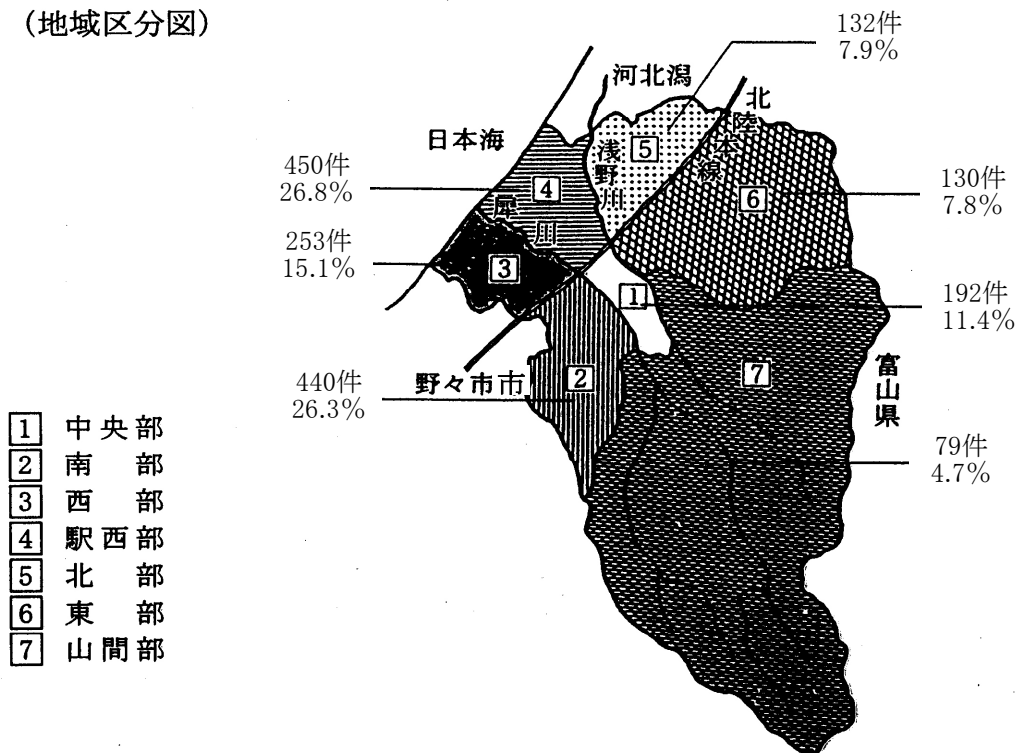 (地域区分図)
132件
7.9%
河北潟
北陸本線
日本海
浅野川
5
450件
26.8%
4
犀川
6
130件
7.8%
253件
15.1%
3
1
192件
11.4%
7
富山県
2
野々市市
440件
26.3%
79件
4.7%
1 中央部
2 南部
3 西部
4 駅西部
5 北部
6 東部
7 山間部